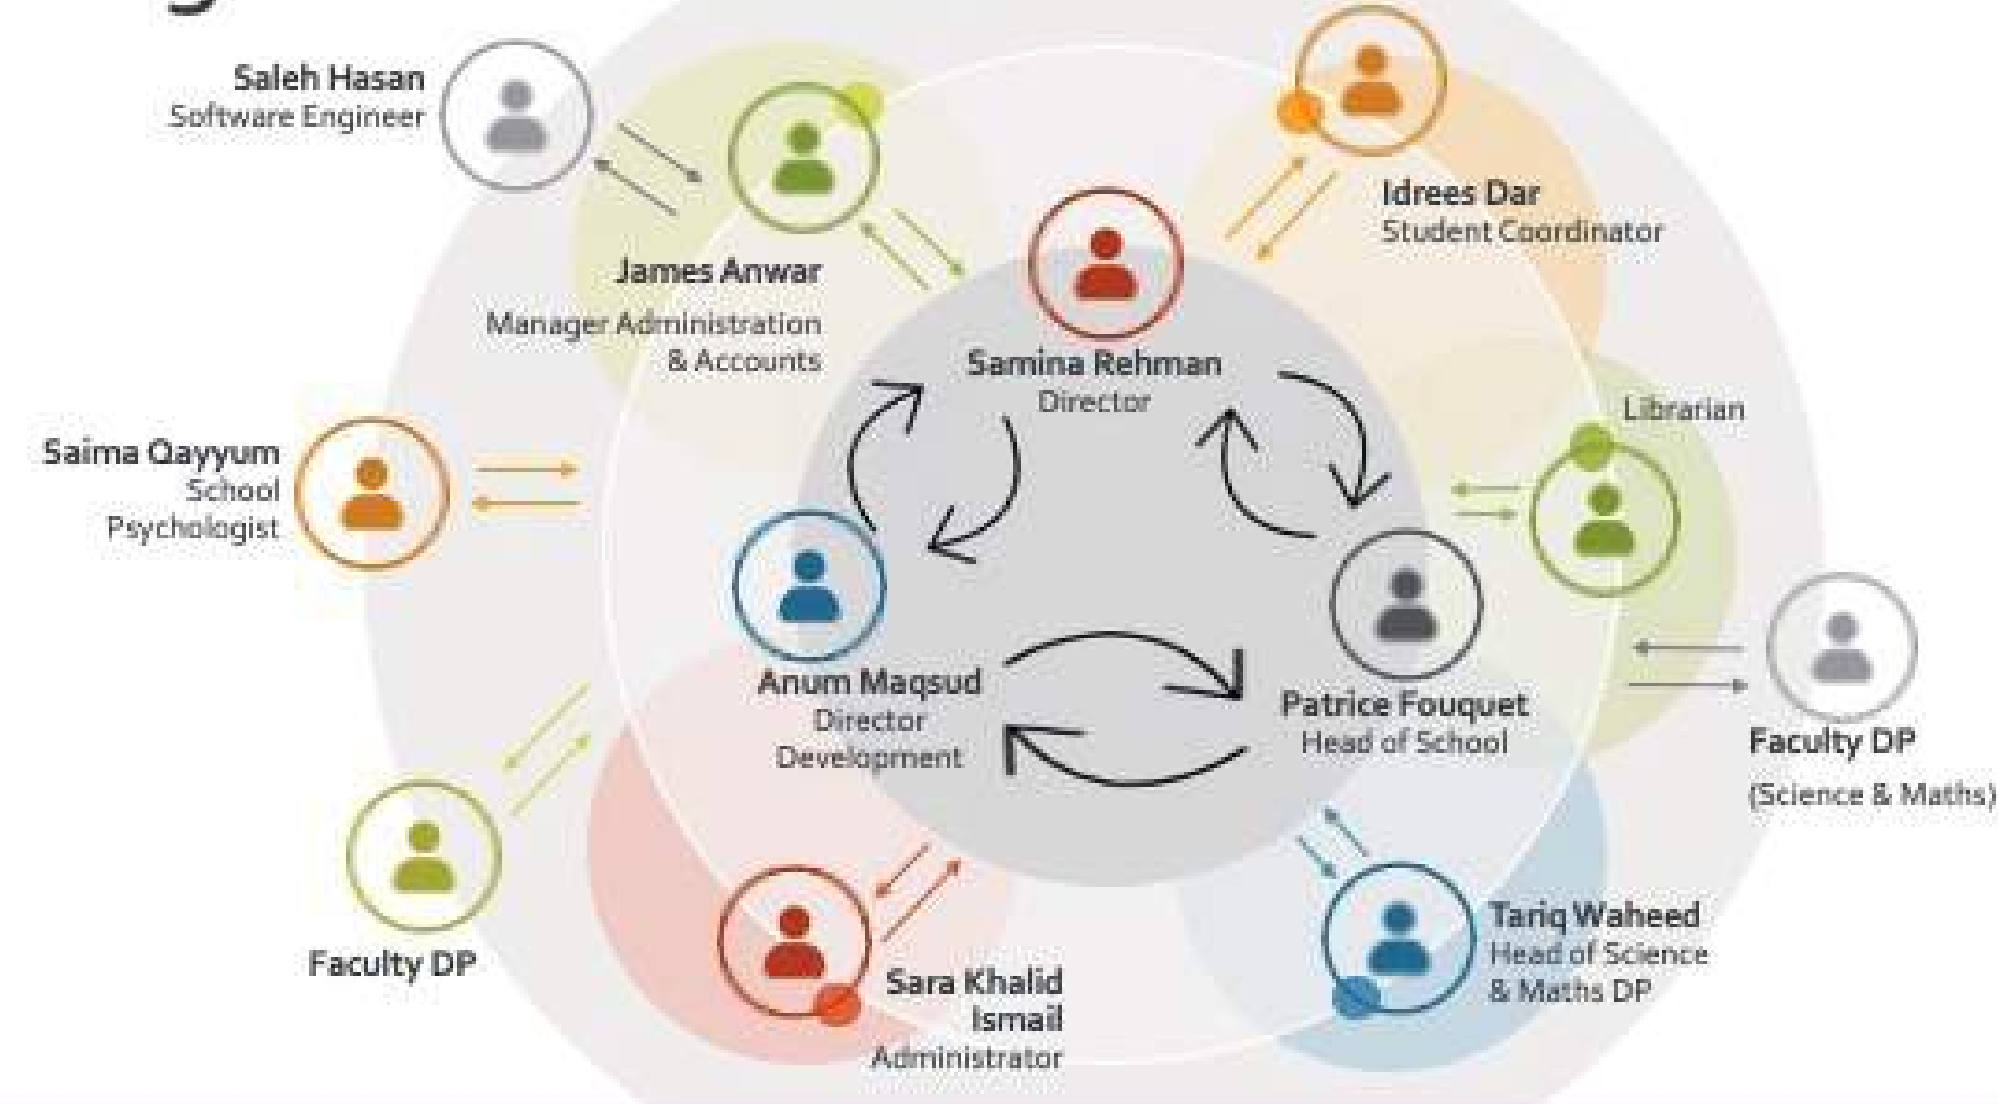 Saleh Hasan
Software Engineer
James Anwar
Manager Administration
& Accounts
Samina Rehman
Director
Idrees Dar
Student Coordinator
Librarian
Saima Qayyum
School
Psychologist
Anum Maqsud
Director
Development
Patrice Fouquet
Head of School
Faculty DP
(Science & Maths)
Faculty DP
Sara Khalid
Ismail
Administrator
Tariq Waheed
Head of Science
& Maths DP